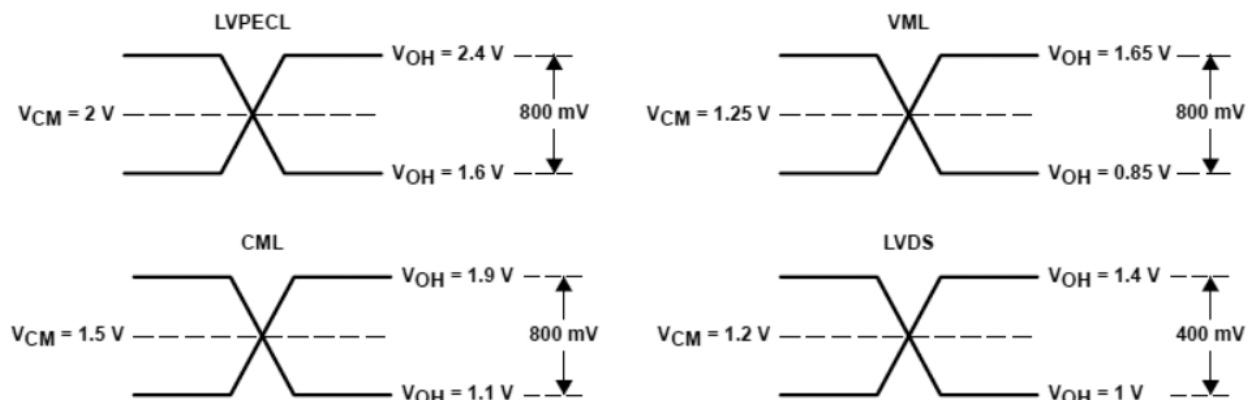 LVPECL
V_OH = 2.4 V
V_CM = 2 V
800 mV
V_OH = 1.6 V
VML
V_OH = 1.65 V
V_CM = 1.25 V
800 mV
V_OH = 0.85 V
CML
V_OH = 1.9 V
V_CM = 1.5 V
800 mV
V_OH = 1.1 V
LVDS
V_OH = 1.4 V
V_CM = 1.2 V
400 mV
V_OH = 1 V